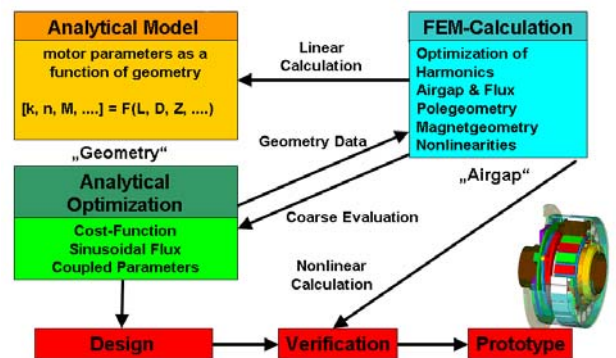 Analytical Model
motor parameters as a
function of geometry
[k, n, M, ....] = F(L, D, Z, ....)
„Geometry“
Linear
Calculation
FEM-Calculation
Optimization of
Harmonics
Airgap & Flux
Polegeometry
Magnetgeometry
Nonlinearities
„Airgap“
Geometry Data
Coarse Evaluation
Analytical
Optimization
Cost-Function
Sinusoidal Flux
Coupled Parameters
Nonlinear
Calculation
Design
Verification
Prototype